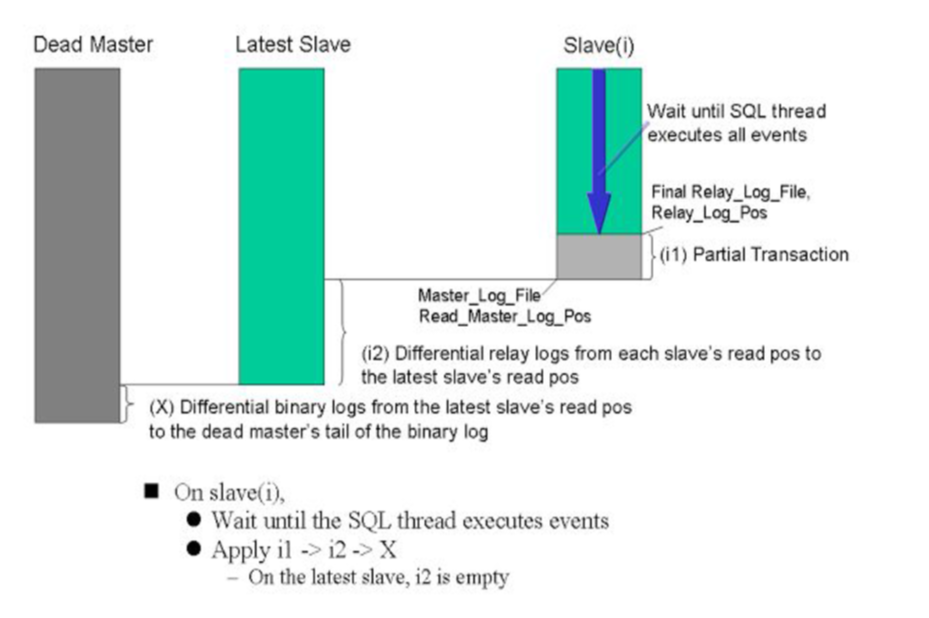 Dead Master
Latest Slave
Slave(i)
Wait until SQL thread
executes all events
Final Relay_Log_File,
Relay_Log_Pos
(i1) Partial Transaction
Master_Log_File
Read_Master_Log_Pos
(i2) Differential relay logs from each slave's read pos to
the latest slave's read pos
(X) Differential binary logs from the latest slave's read pos
to the dead master's tail of the binary log
■ On slave(i),
● Wait until the SQL thread executes events
● Apply i1 -> i2 -> X
– On the latest slave, i2 is empty